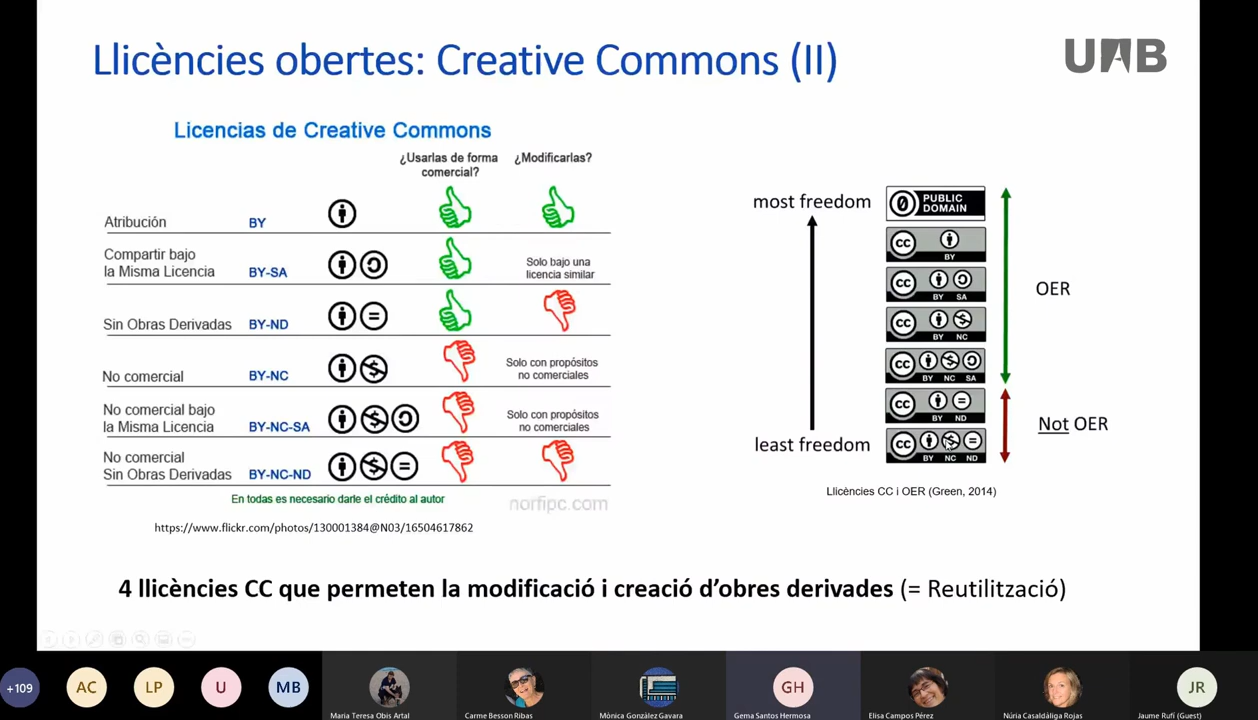 Llicències obertes: Creative Commons (II)
UAB
Licencias de Creative Commons
¿Usarlas de forma
comercial?
¿Modificarlas?
Atribución BY
Compartir bajo
la Misma Licencia BY-SA
Solo bajo una
licencia similar
Sin Obras Derivadas BY-ND
No comercial BY-NC
Solo con propósitos
no comerciales
No comercial bajo
la Misma Licencia BY-NC-SA
Solo con propósitos
no comerciales
No comercial
Sin Obras Derivadas BY-NC-ND
En todas es necesario darle el crédito al autor
norfipc.com
https://www.flickr.com/photos/130001384@N03/16504617862
most freedom
least freedom
0 PUBLIC
DOMAIN
cc
BY
cc
BY SA
cc
BY NC
cc
BY NC SA
cc
BY ND
cc
BY NC ND
OER
Not OER
Llicències CC i OER (Green, 2014)
4 llicències CC que permeten la modificació i creació d’obres derivades (= Reutilització)
+109
AC
LP
U
MB
Maria Teresa Obis Artal
Carme Besson Ribas
Mònica González Gavara
GH
Gema Santos Hermosa
Elisa Campos Pérez
Núria Casaldàliga Rojas
JR
Jaume Rufí (Guest)